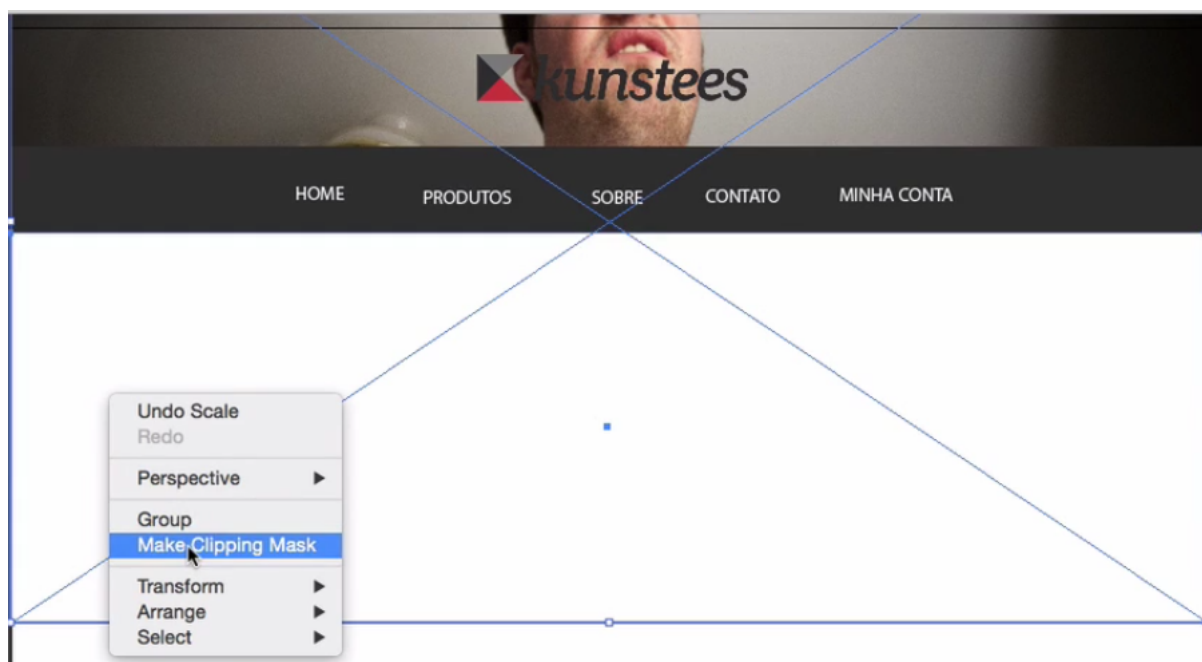 kunstees
HOME PRODUTOS SOBRE CONTATO MINHA CONTA
Undo Scale
Redo
Perspective
Group
Make Clipping Mask
Transform
Arrange
Select